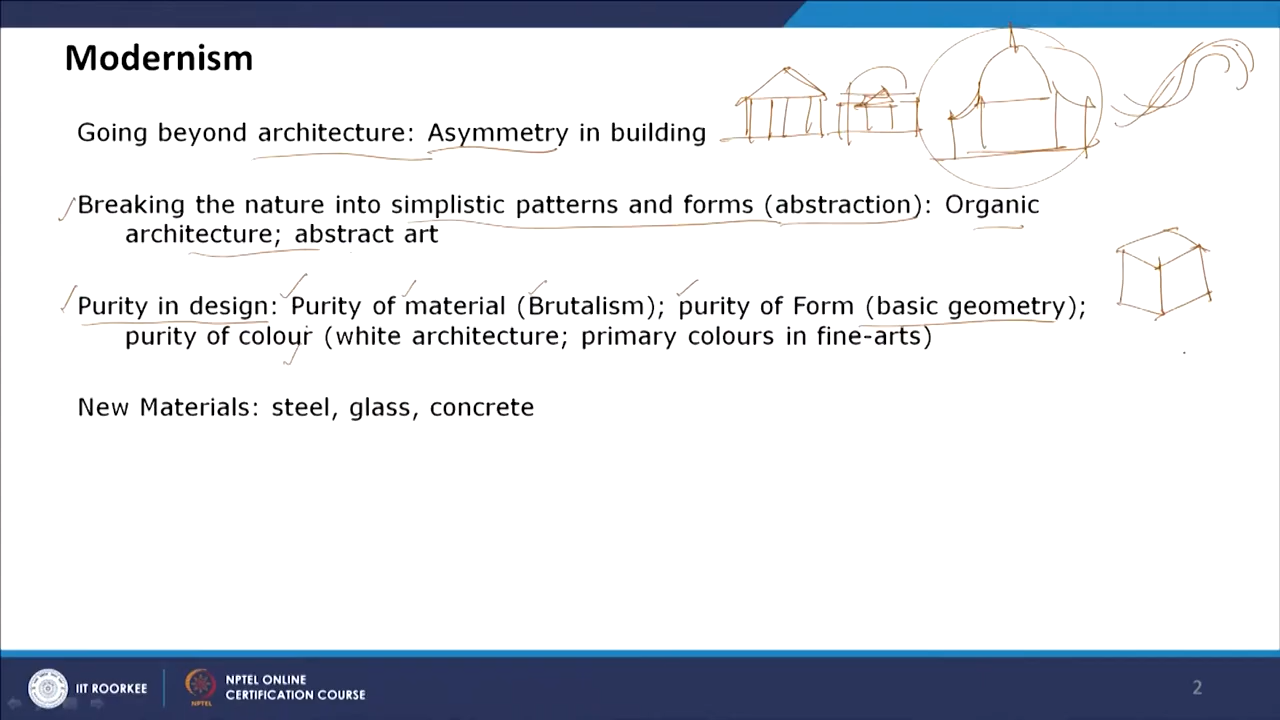 Modernism
Going beyond architecture: Asymmetry in building
Breaking the nature into simplistic patterns and forms (abstraction): Organic
architecture; abstract art
Purity in design: Purity of material (Brutalism); purity of Form (basic geometry);
purity of colour (white architecture; primary colours in fine-arts)
New Materials: steel, glass, concrete
IIT ROORKEE
NPTEL
NPTEL ONLINE
CERTIFICATION COURSE
2